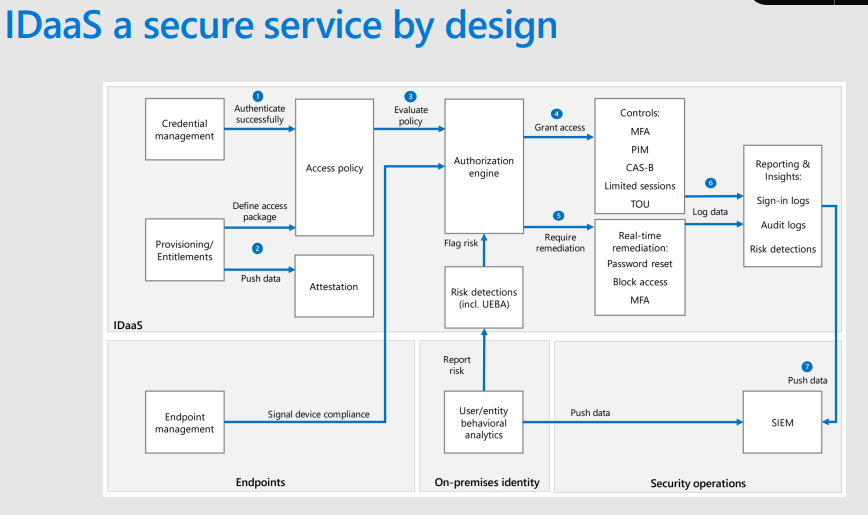 IDaaS a secure service by design
Credential
management
1
Authenticate
successfully
Access policy
3
Evaluate
policy
Authorization
engine
4
Grant access
Controls:
MFA
PIM
CAS-B
Limited sessions
TOU
6
Log data
Reporting &
Insights:
Sign-in logs
Audit logs
Risk detections
Provisioning/
Entitlements
Define access
package
2
Push data
Attestation
Flag risk
5
Require
remediation
Real-time
remediation:
Password reset
Block access
MFA
Risk detections
(incl. UEBA)
IDaaS
Report
risk
7
Push data
Endpoint
management
Signal device compliance
User/entity
behavioral
analytics
Push data
SIEM
Endpoints
On-premises identity
Security operations